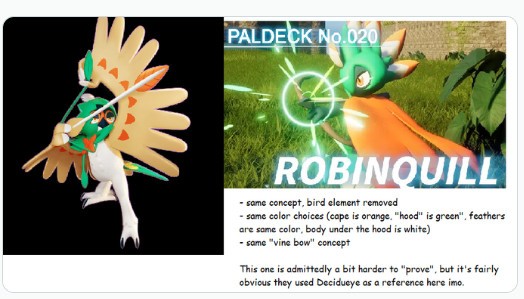 PALDECK No.020
ROBINQUILL
- same concept, bird element removed
- same color choices (cape is orange, "hood" is green", feathers
are same color, body under the hood is white)
- same "vine bow" concept
This one is admittedly a bit harder to "prove", but it's fairly
obvious they used Decidueye as a reference here imo.